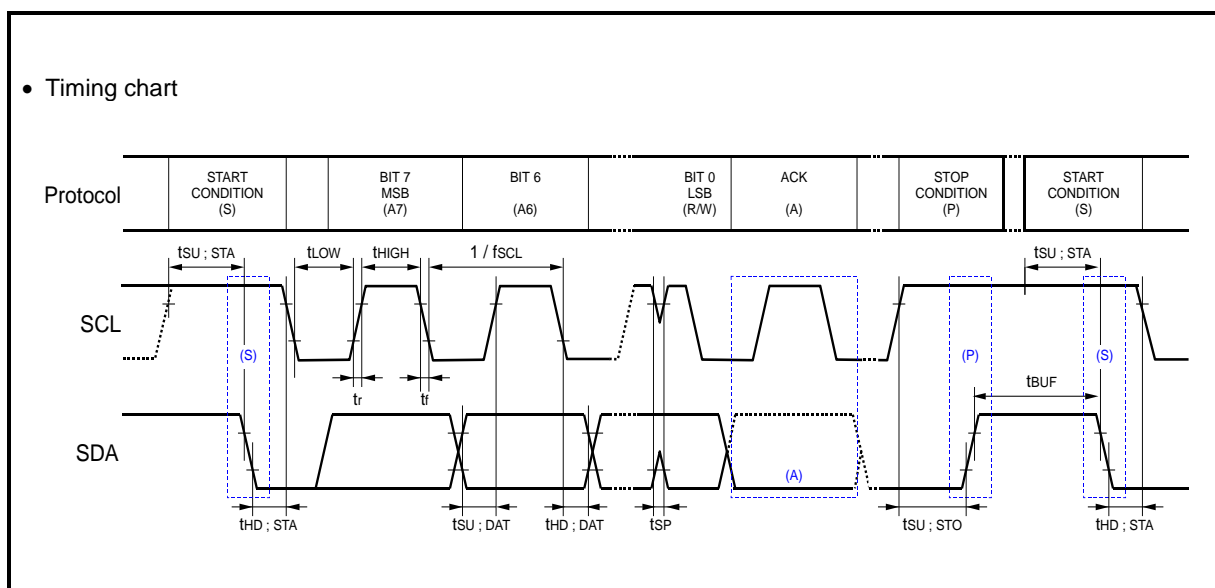 • Timing chart
Protocol
START
CONDITION
(S)
BIT 7
MSB
(A7)
BIT 6
(A6)
BIT 0
LSB
(R/W)
ACK
(A)
STOP
CONDITION
(P)
START
CONDITION
(S)
tSU ; STA
tLOW
tHIGH
1 / fSCL
tSU ; STA
SCL
(S)
(P)
(S)
tr
tf
tBUF
SDA
(A)
tHD ; STA
tSU ; DAT
tHD ; DAT
tSP
tSU ; STO
tHD ; STA